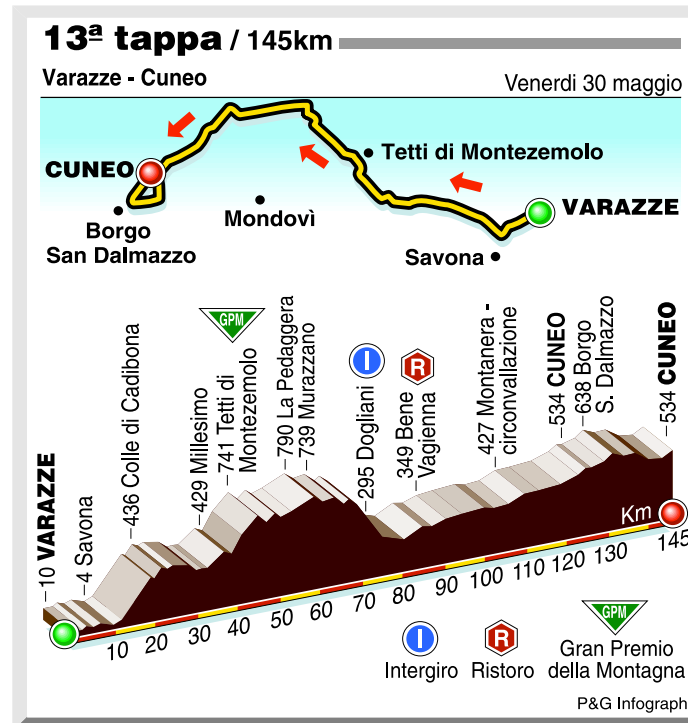 13ª tappa / 145km
Varazze - Cuneo
Venerdi 30 maggio
CUNEO
Tetti di Montezemolo
VARAZZE
Borgo
San Dalmazzo
Mondovì
Savona
GPM
10 VARAZZE
4 Savona
436 Colle di Cadibona
429 Millesimo
741 Tetti di
Montezemolo
790 La Pedaggera
739 Murazzano
I
295 Dogliani
R
349 Bene
Vagienna
427 Montanera -
circonvallazione
534 CUNEO
638 Borgo
S. Dalmazzo
534 CUNEO
Km
10 20 30 40 50 60 70 80 90 100 110 120 130 145
I
Intergiro
R
Ristoro
GPM
Gran Premio
della Montagna
P&G Infograph